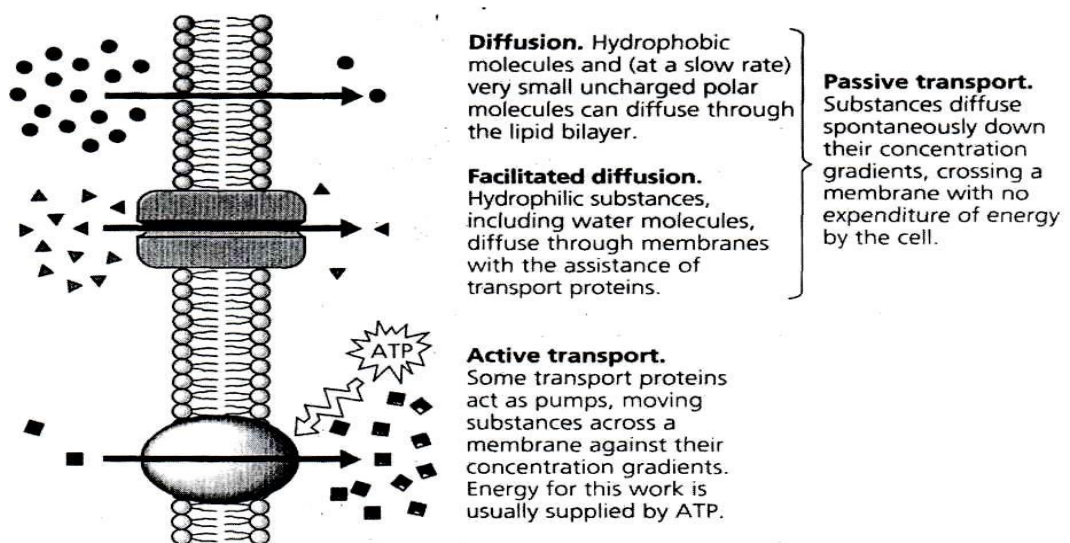 Diffusion. Hydrophobic
molecules and (at a slow rate)
very small uncharged polar
molecules can diffuse through
the lipid bilayer.
Facilitated diffusion.
Hydrophilic substances,
including water molecules,
diffuse through membranes
with the assistance of
transport proteins.
Passive transport.
Substances diffuse
spontaneously down
their concentration
gradients, crossing a
membrane with no
expenditure of energy
by the cell.
ATP
Active transport.
Some transport proteins
act as pumps, moving
substances across a
membrane against their
concentration gradients.
Energy for this work is
usually supplied by ATP.